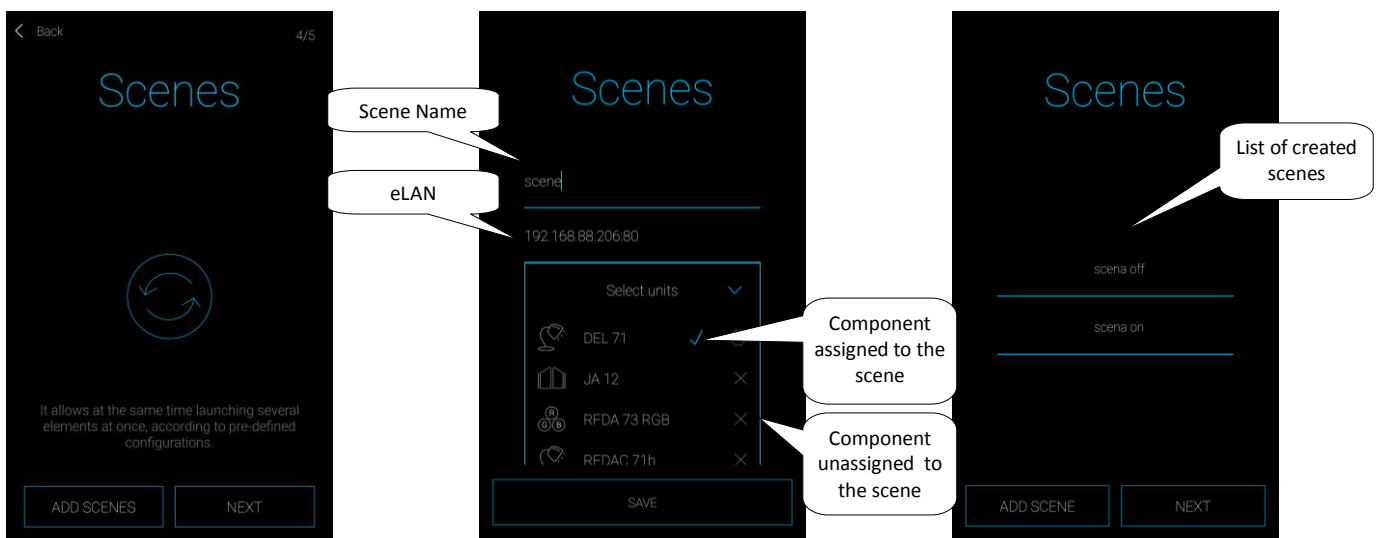 Back
4/5
Scenes
It allows at the same time launching several
elements at once, according to pre-defined
configurations.
ADD SCENES
NEXT
Scene Name
eLAN
Scenes
scene
192.168.88.206:80
Select units
DEL 71
JA 12
R
G B
RFDA 73 RGB
RFDAC 71b
SAVE
Component
assigned to the
scene
Component
unassigned to
the scene
Scenes
List of created
scenes
scena off
scena on
ADD SCENE
NEXT